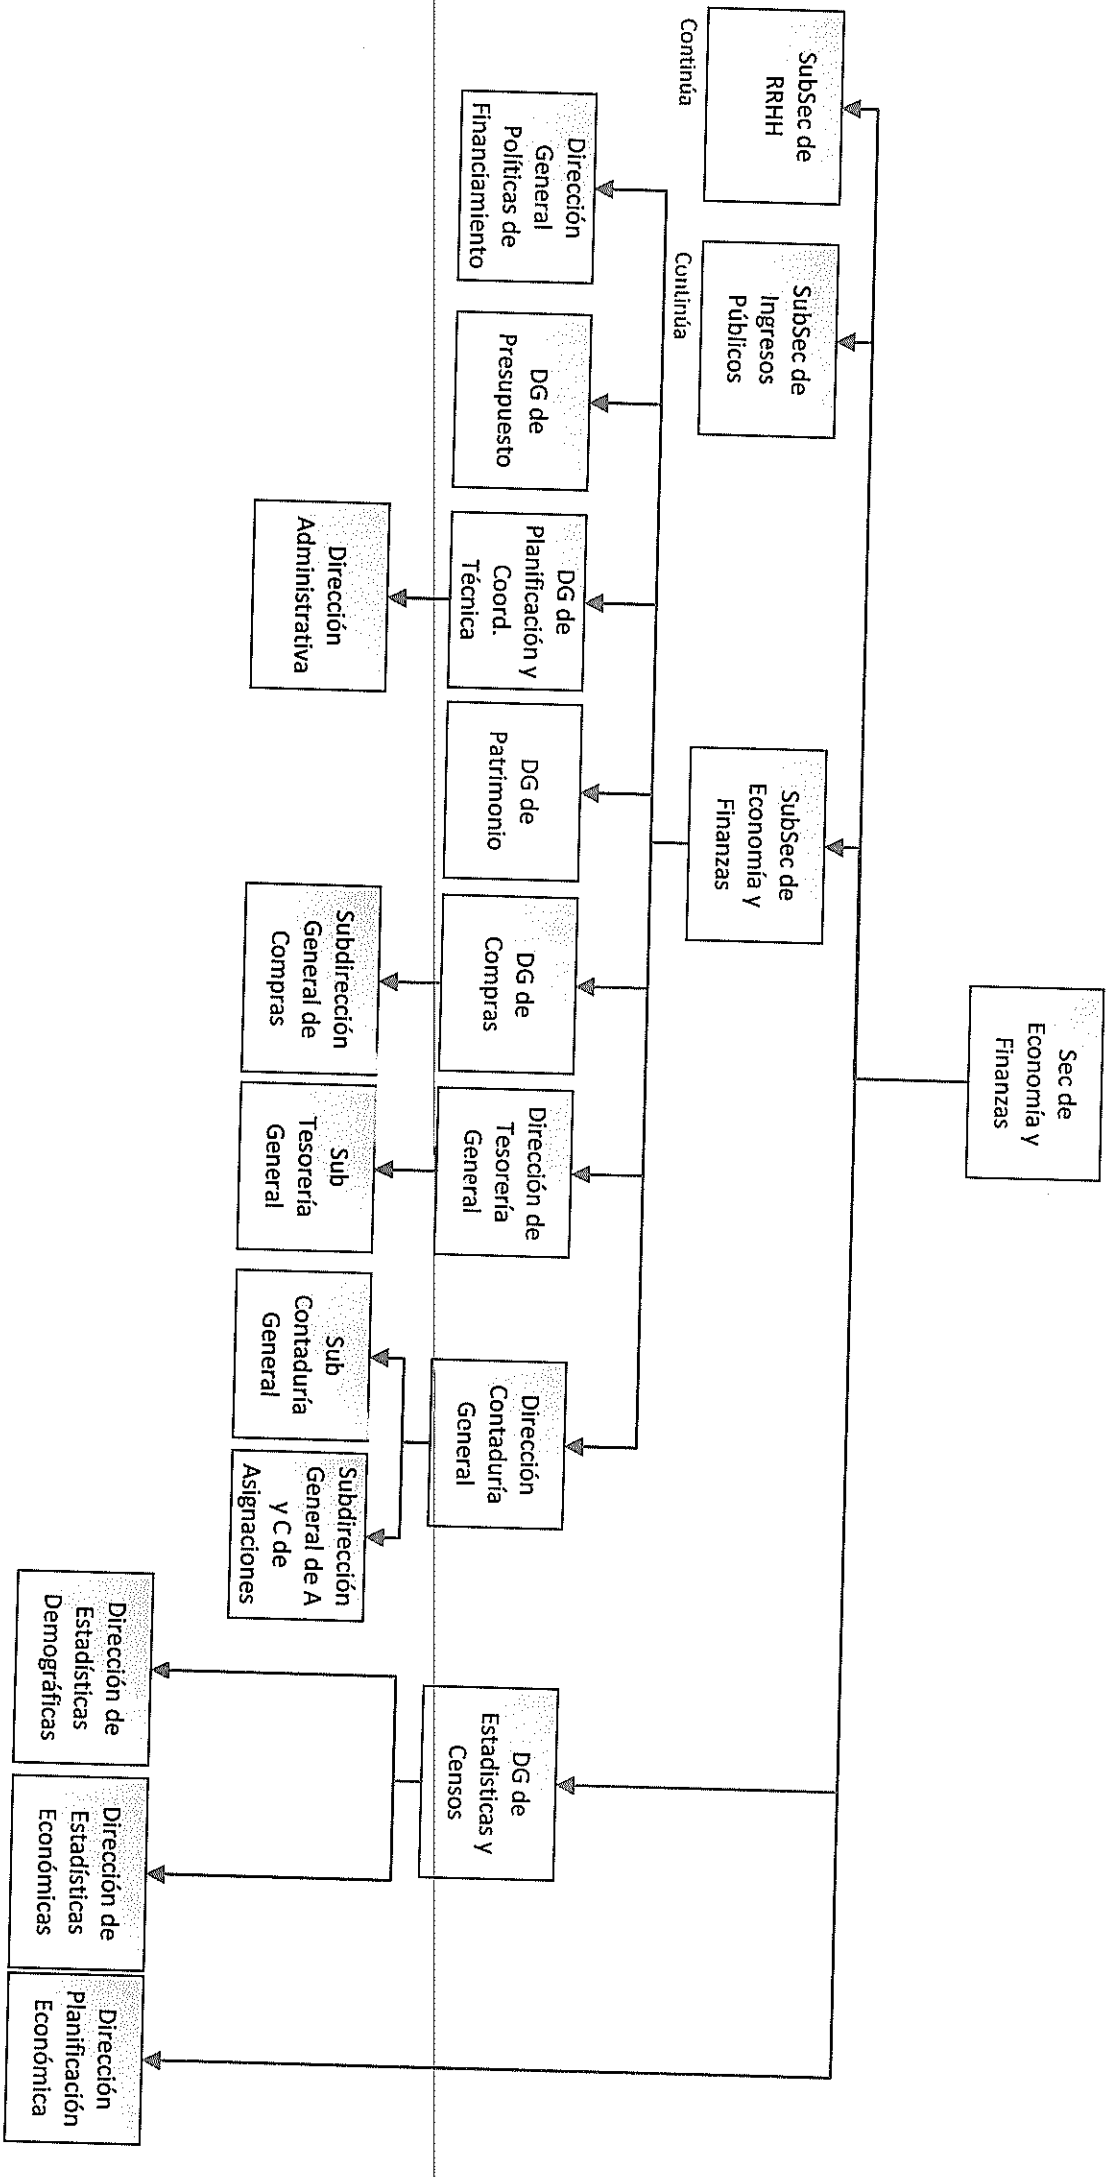 Sec de
Economía y
Finanzas
SubSec de
RRHH
Continúa
SubSec de
Ingresos
Públicos
Continúa
SubSec de
Economía y
Finanzas
Dirección
General
Políticas de
Financiamiento
DG de
Presupuesto
DG de
Planificación y
Coord.
Técnica
DG de
Patrimonio
DG de
Compras
Dirección de
Tesorería
General
Dirección
Contaduría
General
DG de
Estadisticas y
Censos
Dirección
Administrativa
Subdirección
General de
Compras
Sub
Tesorería
General
Sub
Contaduría
General
Subdirección
General de A
y C de
Asignaciones
Dirección de
Estadísticas
Demográficas
Dirección de
Estadísticas
Económicas
Dirección
Planificación
Económica